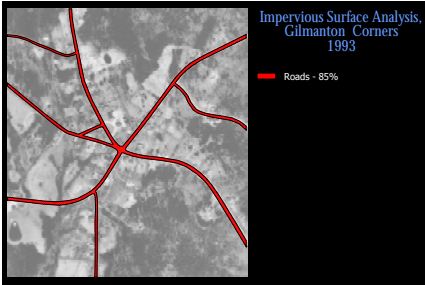 Impervious Surface Analysis,
Gilmanton Corners
1993
Roads - 85%